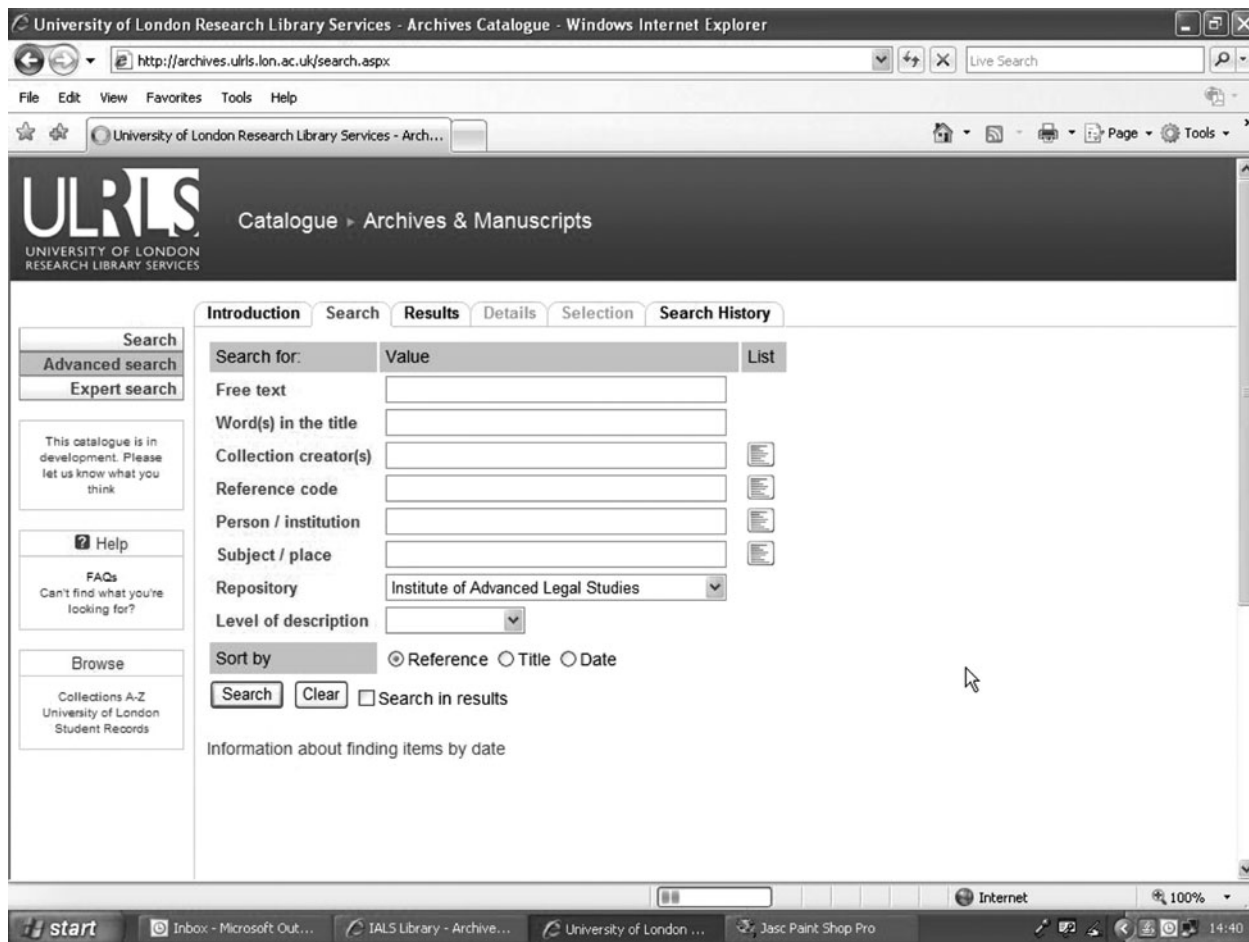 University of London Research Library Services - Archives Catalogue - Windows Internet Explorer
http://archives.ulrls.lon.ac.uk/search.aspx
Live Search
File Edit View Favorites Tools Help
University of London Research Library Services - Arch...
Page Tools
ULRLS
UNIVERSITY OF LONDON
RESEARCH LIBRARY SERVICES
Catalogue ▸ Archives & Manuscripts
Introduction Search Results Details Selection Search History
Search
Advanced search
Expert search
This catalogue is in
development. Please
let us know what you
think
? Help
FAQs
Can't find what you're
looking for?
Browse
Collections A-Z
University of London
Student Records
Search for: Value List
Free text
Word(s) in the title
Collection creator(s)
Reference code
Person / institution
Subject / place
Repository Institute of Advanced Legal Studies
Level of description
Sort by Reference Title Date
Search Clear Search in results
Information about finding items by date
Internet 100%
start Inbox - Microsoft Out... IALS Library - Archive... University of London ... Jasc Paint Shop Pro 14:40